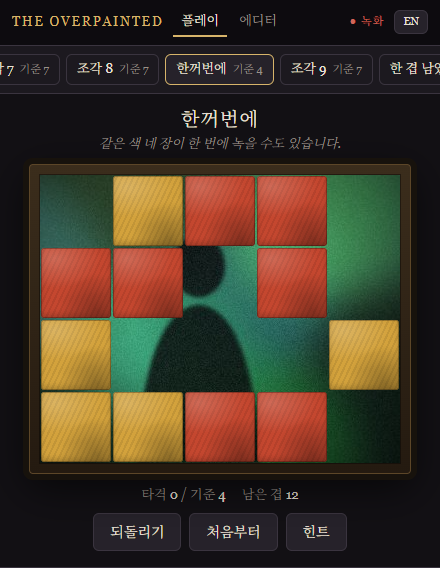 THE OVERPAINTED 플레이 에디터 녹화 EN
7 기준 7 조각 8 기준 7 한꺼번에 기준 4 조각 9 기준 7 한 겹
한꺼번에
같은 색 네 장이 한 번에 녹을 수도 있습니다.
타격 0 / 기준 4 남은 겹 12
되돌리기 처음부터 힌트